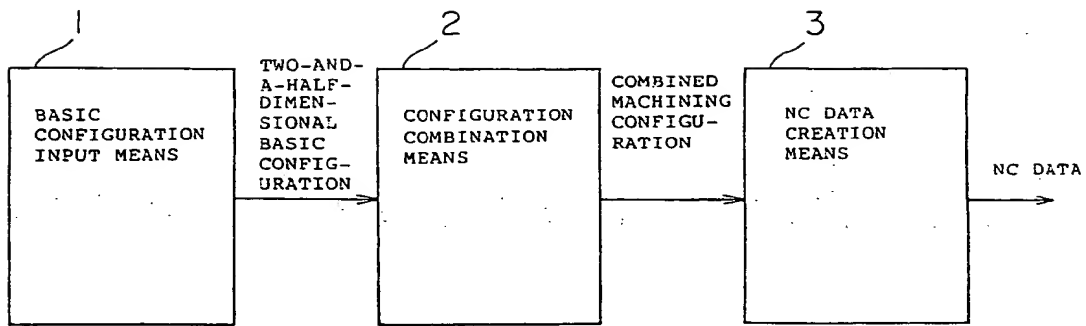 1
BASIC
CONFIGURATION
INPUT MEANS
TWO-AND-
A-HALF-
DIMEN-
SIONAL
BASIC
CONFIG-
URATION
2
CONFIGURATION
COMBINATION
MEANS
COMBINED
MACHINING
CONFIGU-
RATION
3
NC DATA
CREATION
MEANS
NC DATA